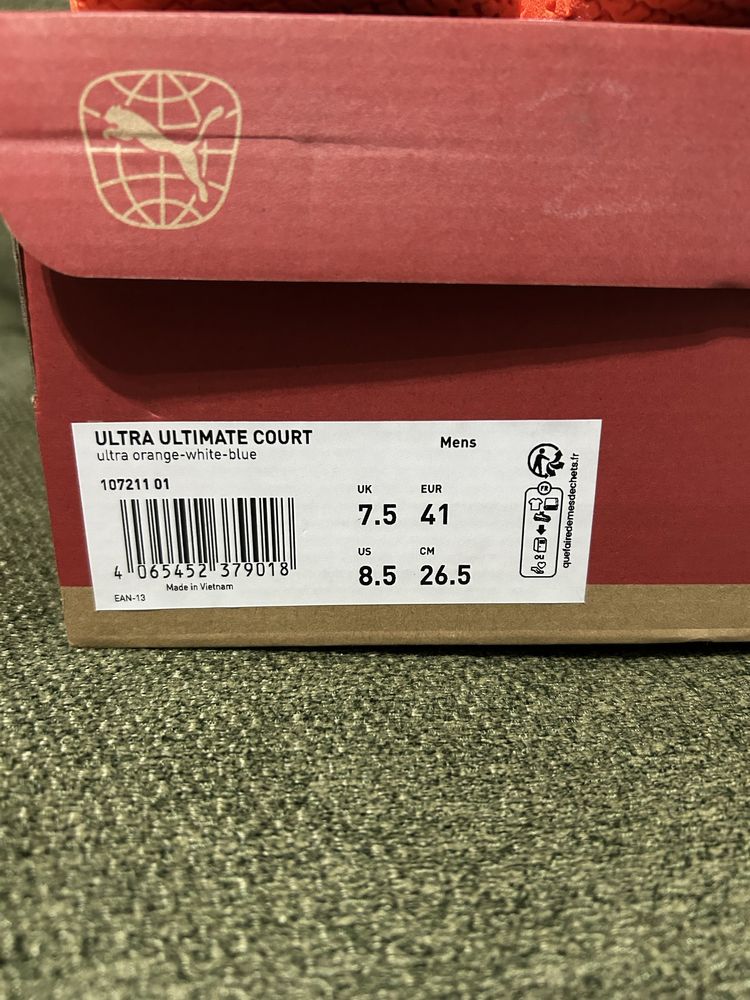 ULTRA ULTIMATE COURT
ultra orange-white-blue
Mens
107211 01
4 065452 379018
Made in Vietnam
EAN-13
UK
7.5
EUR
41
US
8.5
CM
26.5
FR
quefairedemesdechets.fr